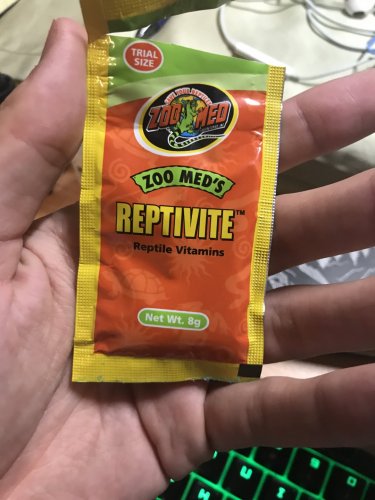 TRIAL
SIZE
ZOO MED
ZOO MED'S
REPTIVITE™
Reptile Vitamins
Net Wt. 8g